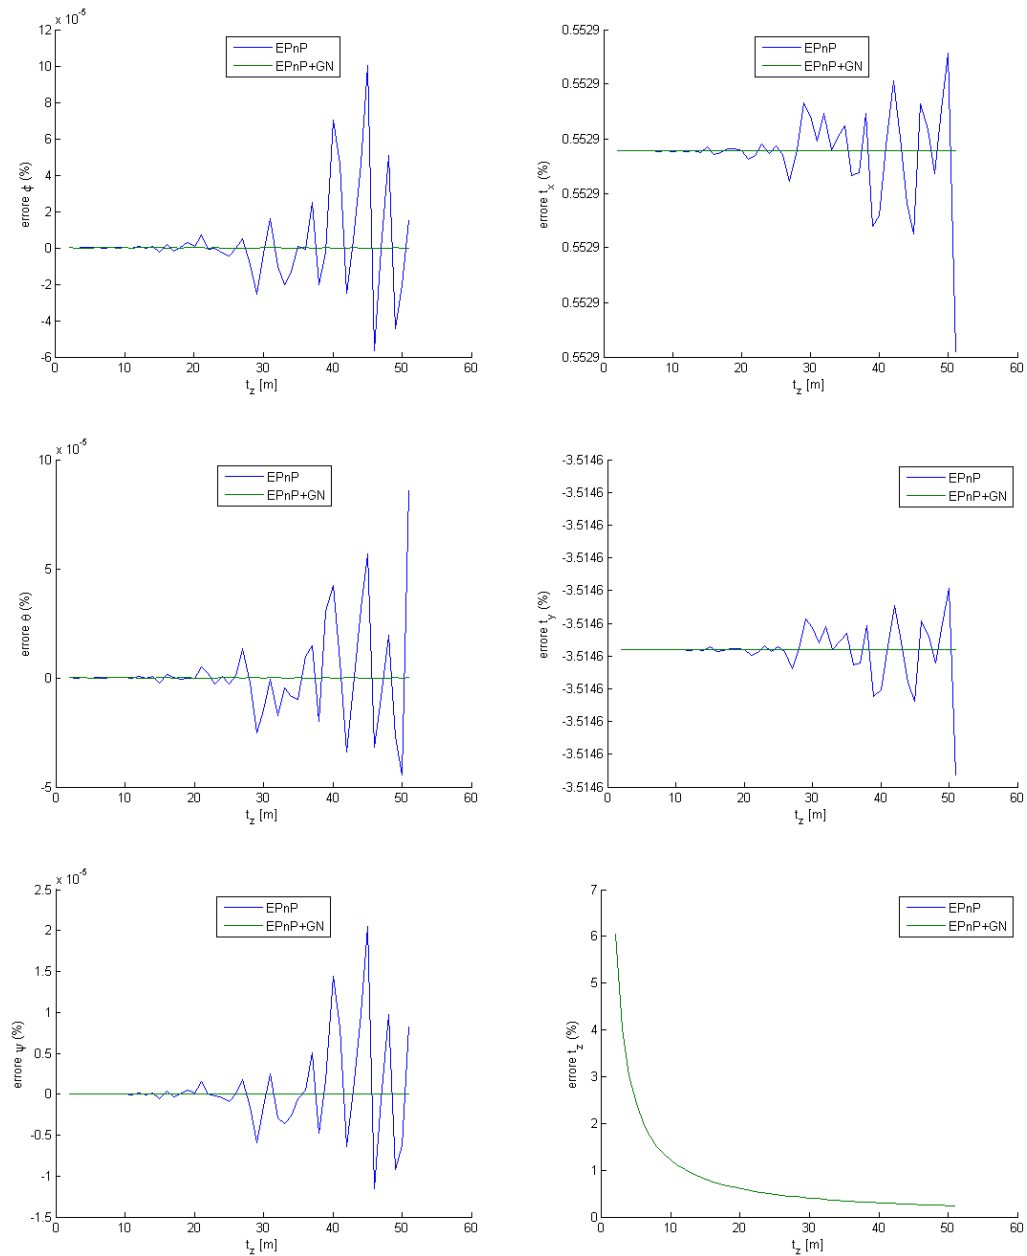 x 10^-5
12
10
8
6
4
2
0
-2
-4
-6
0 10 20 30 40 50 60
t_z [m]
errore ϕ (%)
EPnP
EPnP+GN
0.5529
0.5529
0.5529
0.5529
0.5529
0.5529
0.5529
0 10 20 30 40 50 60
t_z [m]
errore t_x (%)
EPnP
EPnP+GN
x 10^-5
10
5
0
-5
0 10 20 30 40 50 60
t_z [m]
errore θ (%)
EPnP
EPnP+GN
-3.5146
-3.5146
-3.5146
-3.5146
-3.5146
-3.5146
-3.5146
-3.5146
-3.5146
-3.5146
-3.5146
0 10 20 30 40 50 60
t_z [m]
errore t_y (%)
EPnP
EPnP+GN
x 10^-5
2.5
2
1.5
1
0.5
0
-0.5
-1
-1.5
0 10 20 30 40 50 60
t_z [m]
errore ψ (%)
EPnP
EPnP+GN
7
6
5
4
3
2
1
0
0 10 20 30 40 50 60
t_z [m]
errore t_z (%)
EPnP
EPnP+GN